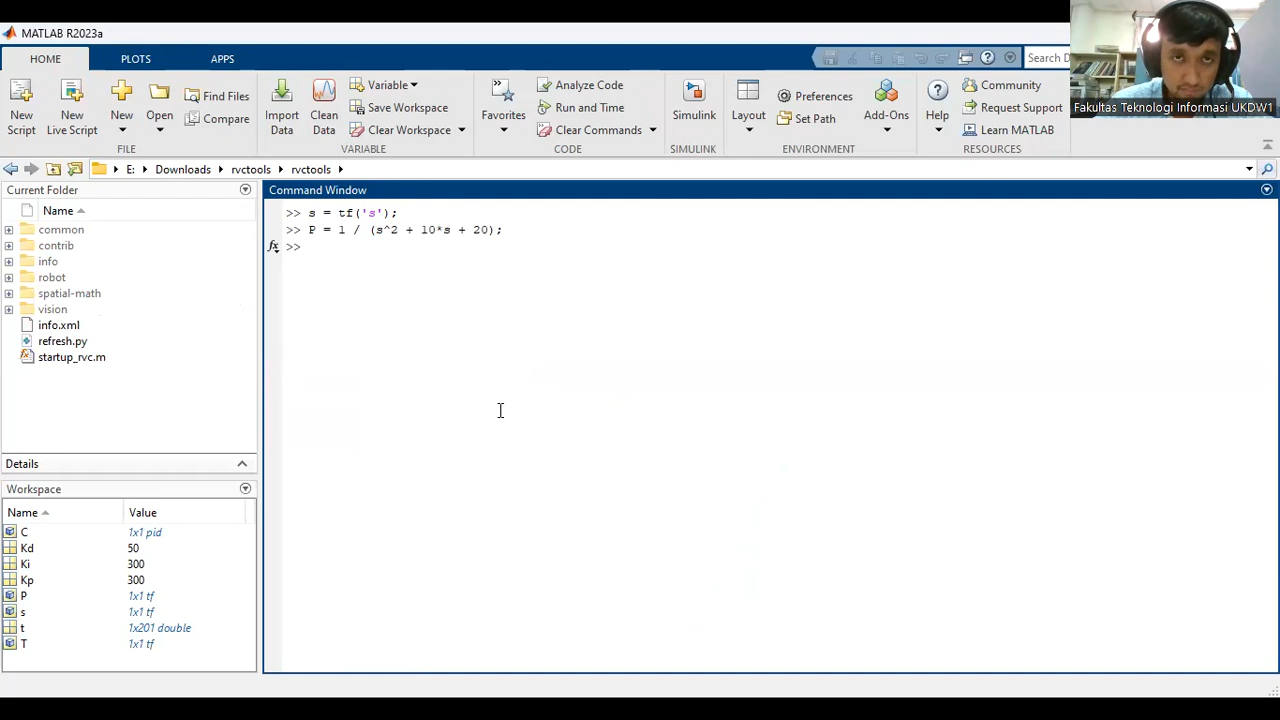 MATLAB R2023a
HOME
PLOTS
APPS
Search D
Fakultas Teknologi Informasi UKDW1
New Script
New Live Script
New
Open
Find Files
Compare
FILE
Import Data
Clean Data
Variable
Save Workspace
Clear Workspace
VARIABLE
Favorites
Analyze Code
Run and Time
Clear Commands
CODE
Simulink
SIMULINK
Layout
Preferences
Set Path
ENVIRONMENT
Add-Ons
Help
Community
Request Support
Learn MATLAB
RESOURCES
E: Downloads rvctools rvctools
Current Folder
Name
common
contrib
info
robot
spatial-math
vision
info.xml
refresh.py
startup_rvc.m
Details
Workspace
Name Value
C 1x1 pid
Kd 50
Ki 300
Kp 300
P 1x1 tf
s 1x1 tf
t 1x201 double
T 1x1 tf
Command Window
>> s = tf('s');
>> P = 1 / (s^2 + 10*s + 20);
fx >>